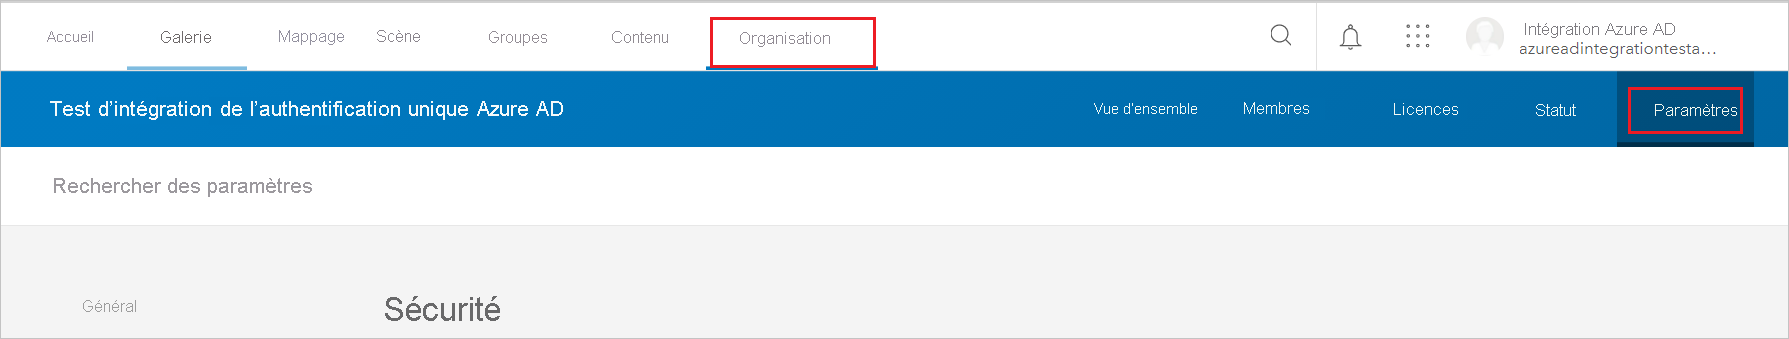 Accueil Galerie Mappage Scène Groupes Contenu Organisation Intégration Azure AD
azureadintegrationtesta...
Test d'intégration de l'authentification unique Azure AD Vue d'ensemble Membres Licences Statut Paramètres
Rechercher des paramètres
Général Sécurité